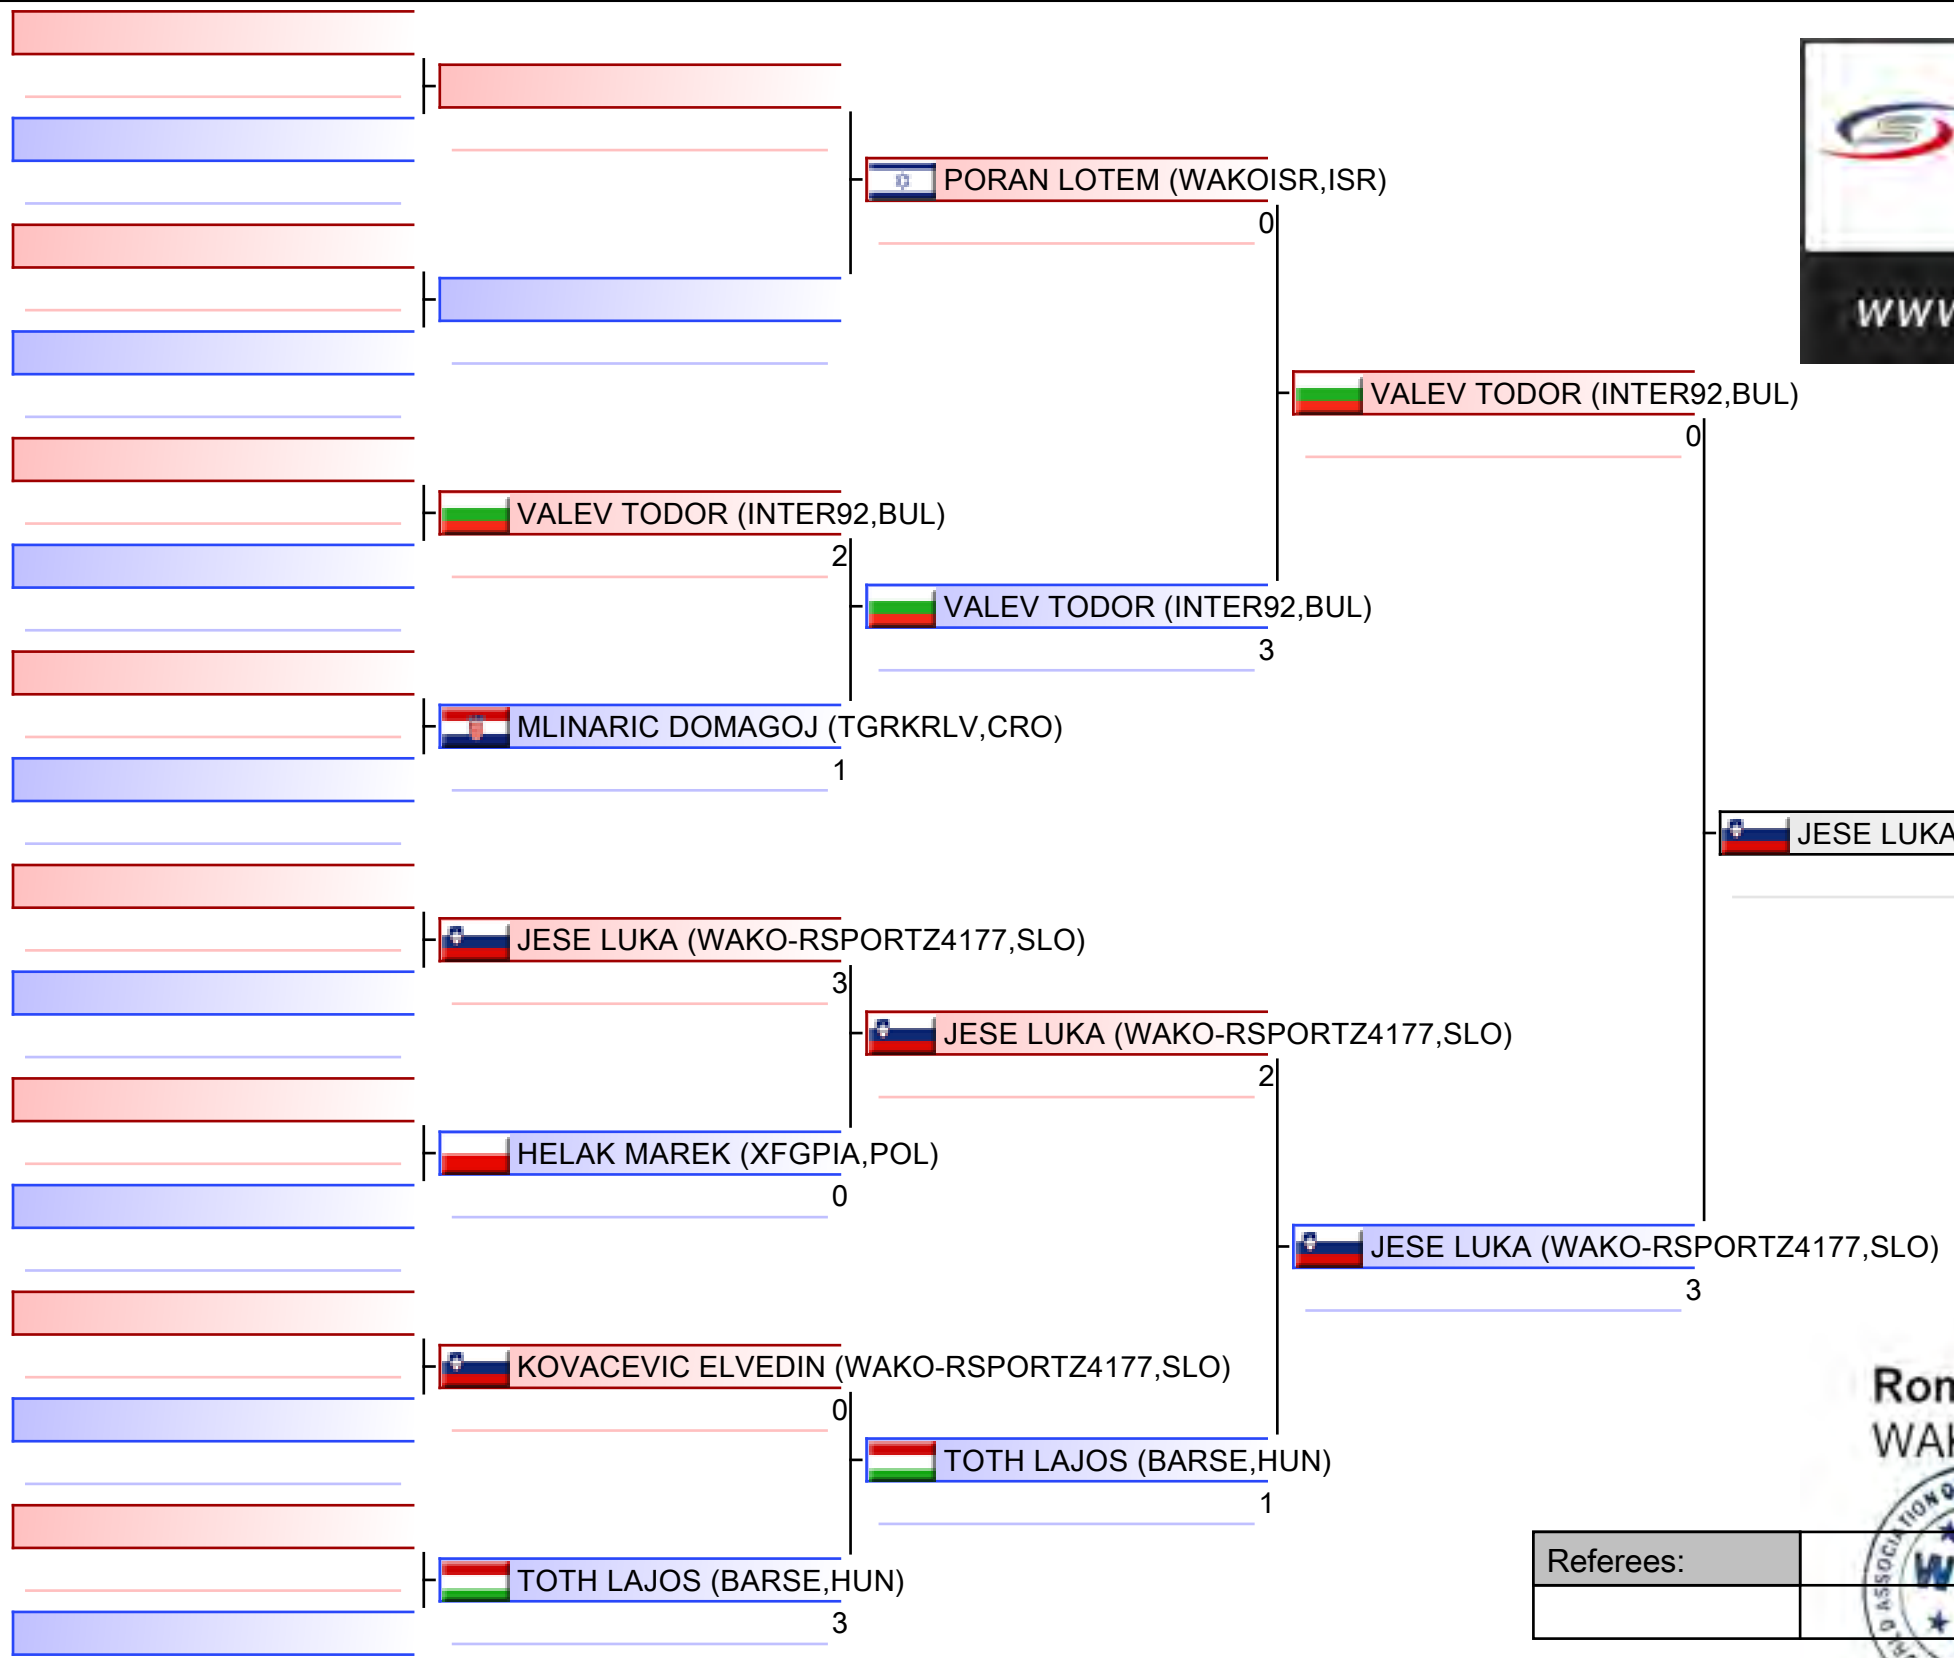 PORAN LOTEM (WAKOISR,ISR)
0
VALEV TODOR (INTER92,BUL)
0
VALEV TODOR (INTER92,BUL)
2
VALEV TODOR (INTER92,BUL)
3
MLINARIC DOMAGOJ (TGRKRLV,CRO)
1
JESE LUKA
JESE LUKA (WAKO-RSPORTZ4177,SLO)
3
JESE LUKA (WAKO-RSPORTZ4177,SLO)
2
HELAK MAREK (XFGPIA,POL)
0
JESE LUKA (WAKO-RSPORTZ4177,SLO)
3
KOVACEVIC ELVEDIN (WAKO-RSPORTZ4177,SLO)
0
TOTH LAJOS (BARSE,HUN)
1
TOTH LAJOS (BARSE,HUN)
3
Referees: